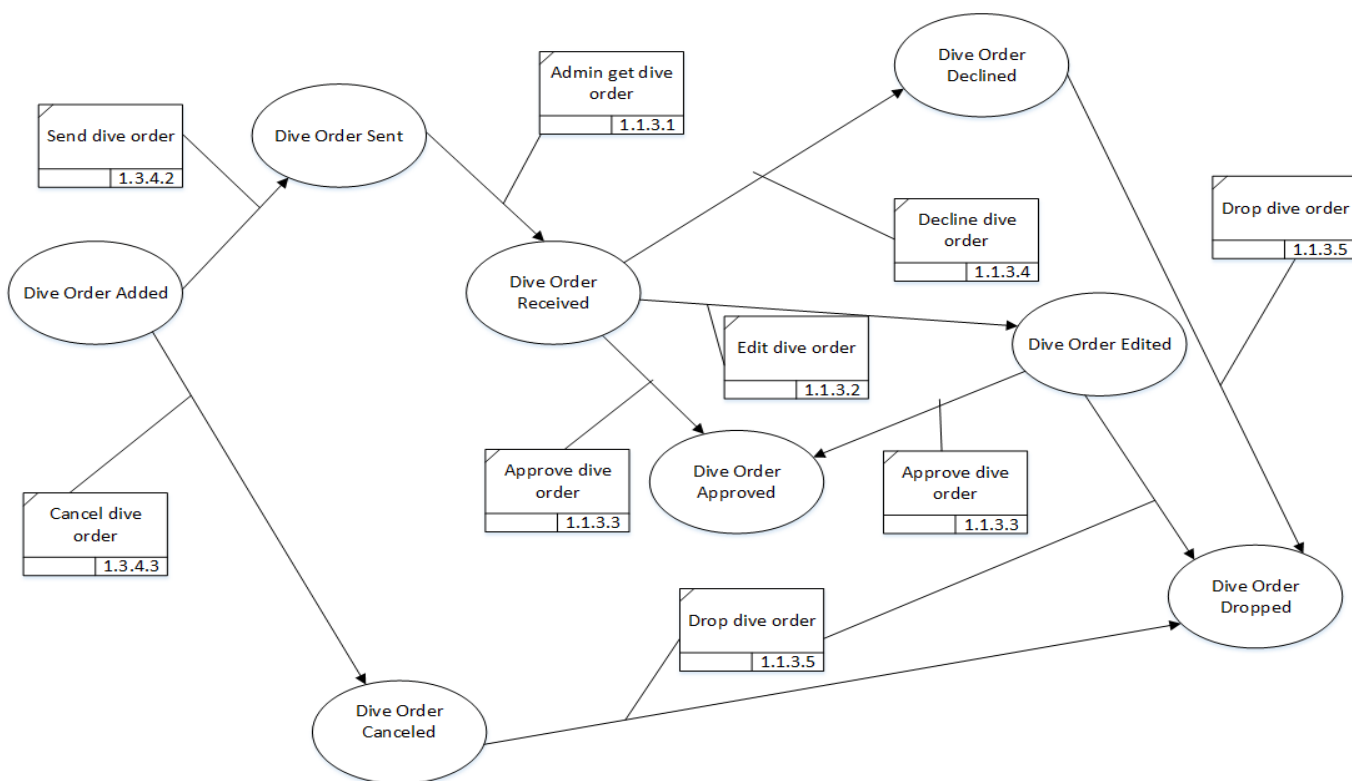 Dive Order
Declined
Admin get dive
order
1.1.3.1
Send dive order
1.3.4.2
Dive Order Sent
Drop dive order
1.1.3.5
Decline dive
order
1.1.3.4
Dive Order Added
Dive Order
Received
Edit dive order
1.1.3.2
Dive Order Edited
Approve dive
order
1.1.3.3
Dive Order
Approved
Approve dive
order
1.1.3.3
Cancel dive
order
1.3.4.3
Drop dive order
1.1.3.5
Dive Order
Dropped
Dive Order
Canceled